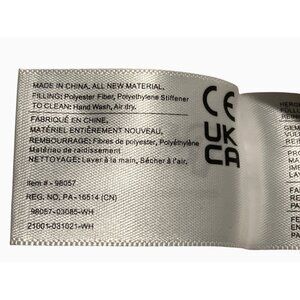 MADE IN CHINA, ALL NEW MATERIAL,
FILLING: Polyester Fiber, Polyethylene Stiffener
TO CLEAN: Hand Wash, Air dry.
FABRIQUÉ EN CHINE,
MATÉRIEL ENTIÈREMENT NOUVEAU,
REMBOURRAGE: Fibres de polyester, Polyéthylène
Matériau de raidissement
NETTOYAGE: Laver à la main, Sécher à l'air.
Item # - 98057
REG. NO, PA-16514 (CN)
98057-03085-WH
21001-031021-WH
CE
UK
CA